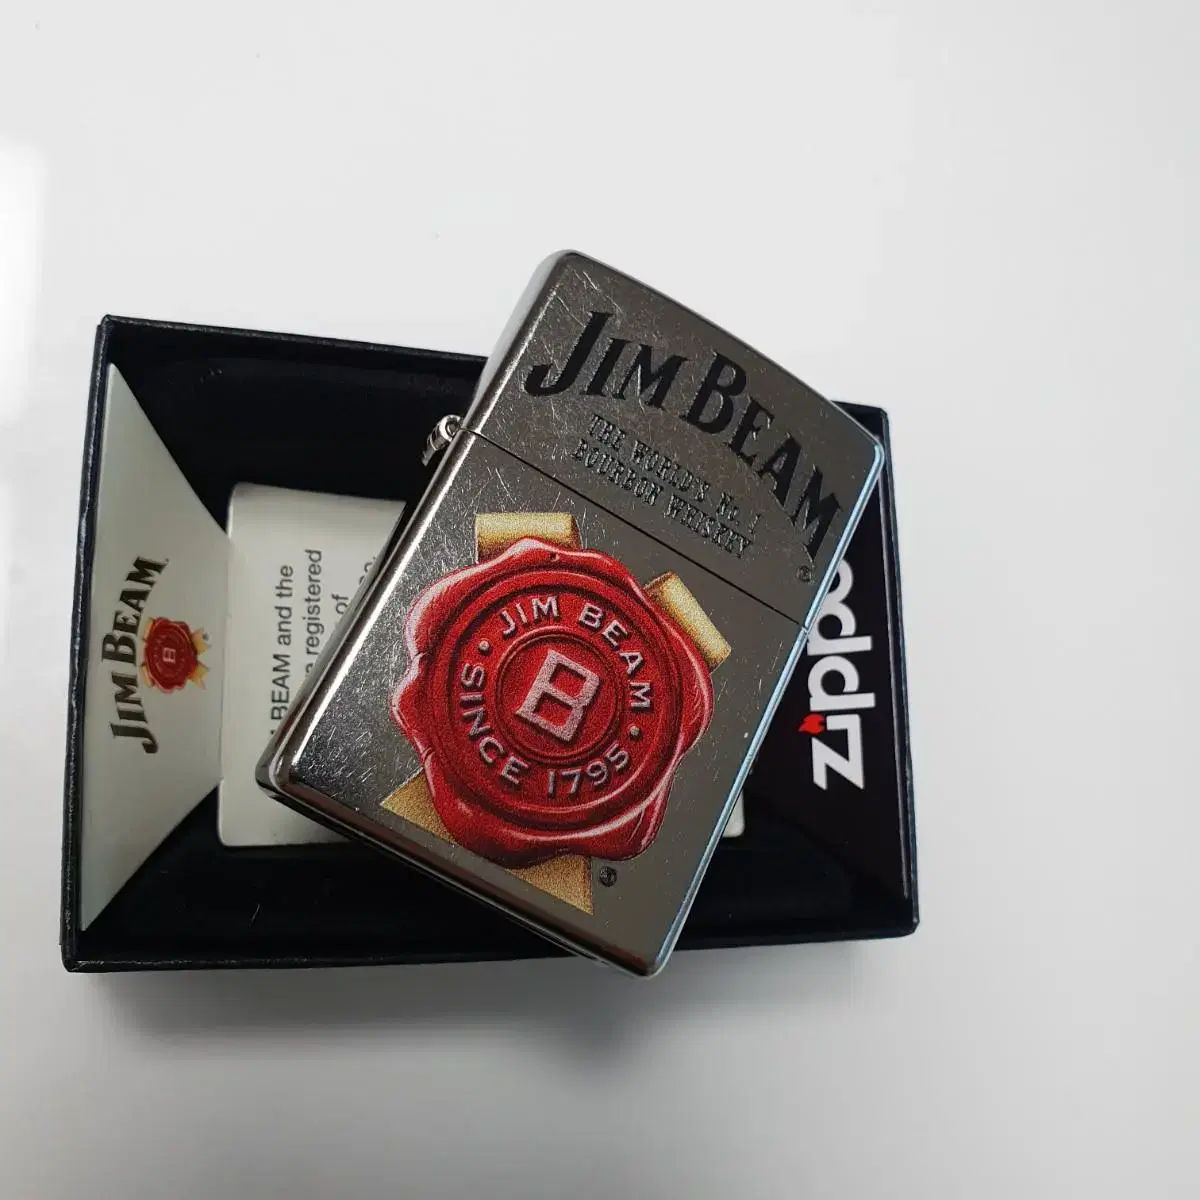 JIM BEAM
®
THE WORLD'S No. 1
BOURBON WHISKEY
JIM BEAM
B
SINCE 1795
®
JIM BEAM
B
BEAM and the
registered
of
zippo